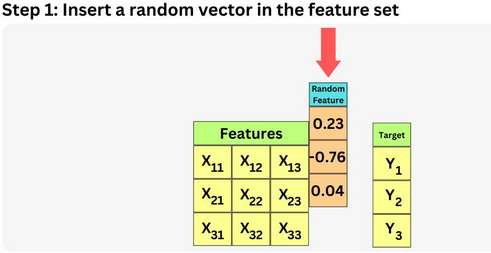 Step 1: Insert a random vector in the feature set
Random
Feature
0.23
-0.76
0.04
Features
X11 X12 X13
X21 X22 X23
X31 X32 X33
Target
Y1
Y2
Y3